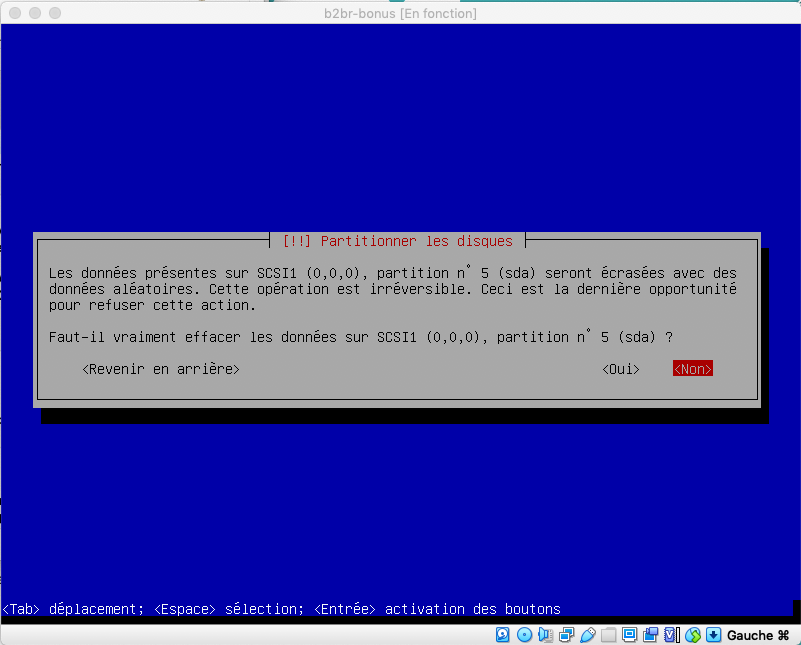 b2br-bonus [En fonction]
[!!] Partitionner les disques
Les données présentes sur SCSI1 (0,0,0), partition n° 5 (sda) seront écrasées avec des
données aléatoires. Cette opération est irréversible. Ceci est la dernière opportunité
pour refuser cette action.
Faut-il vraiment effacer les données sur SCSI1 (0,0,0), partition n° 5 (sda) ?
<Revenir en arrière> <Oui> <Non>
<Tab> déplacement; <Espace> sélection; <Entrée> activation des boutons
Gauche ⌘